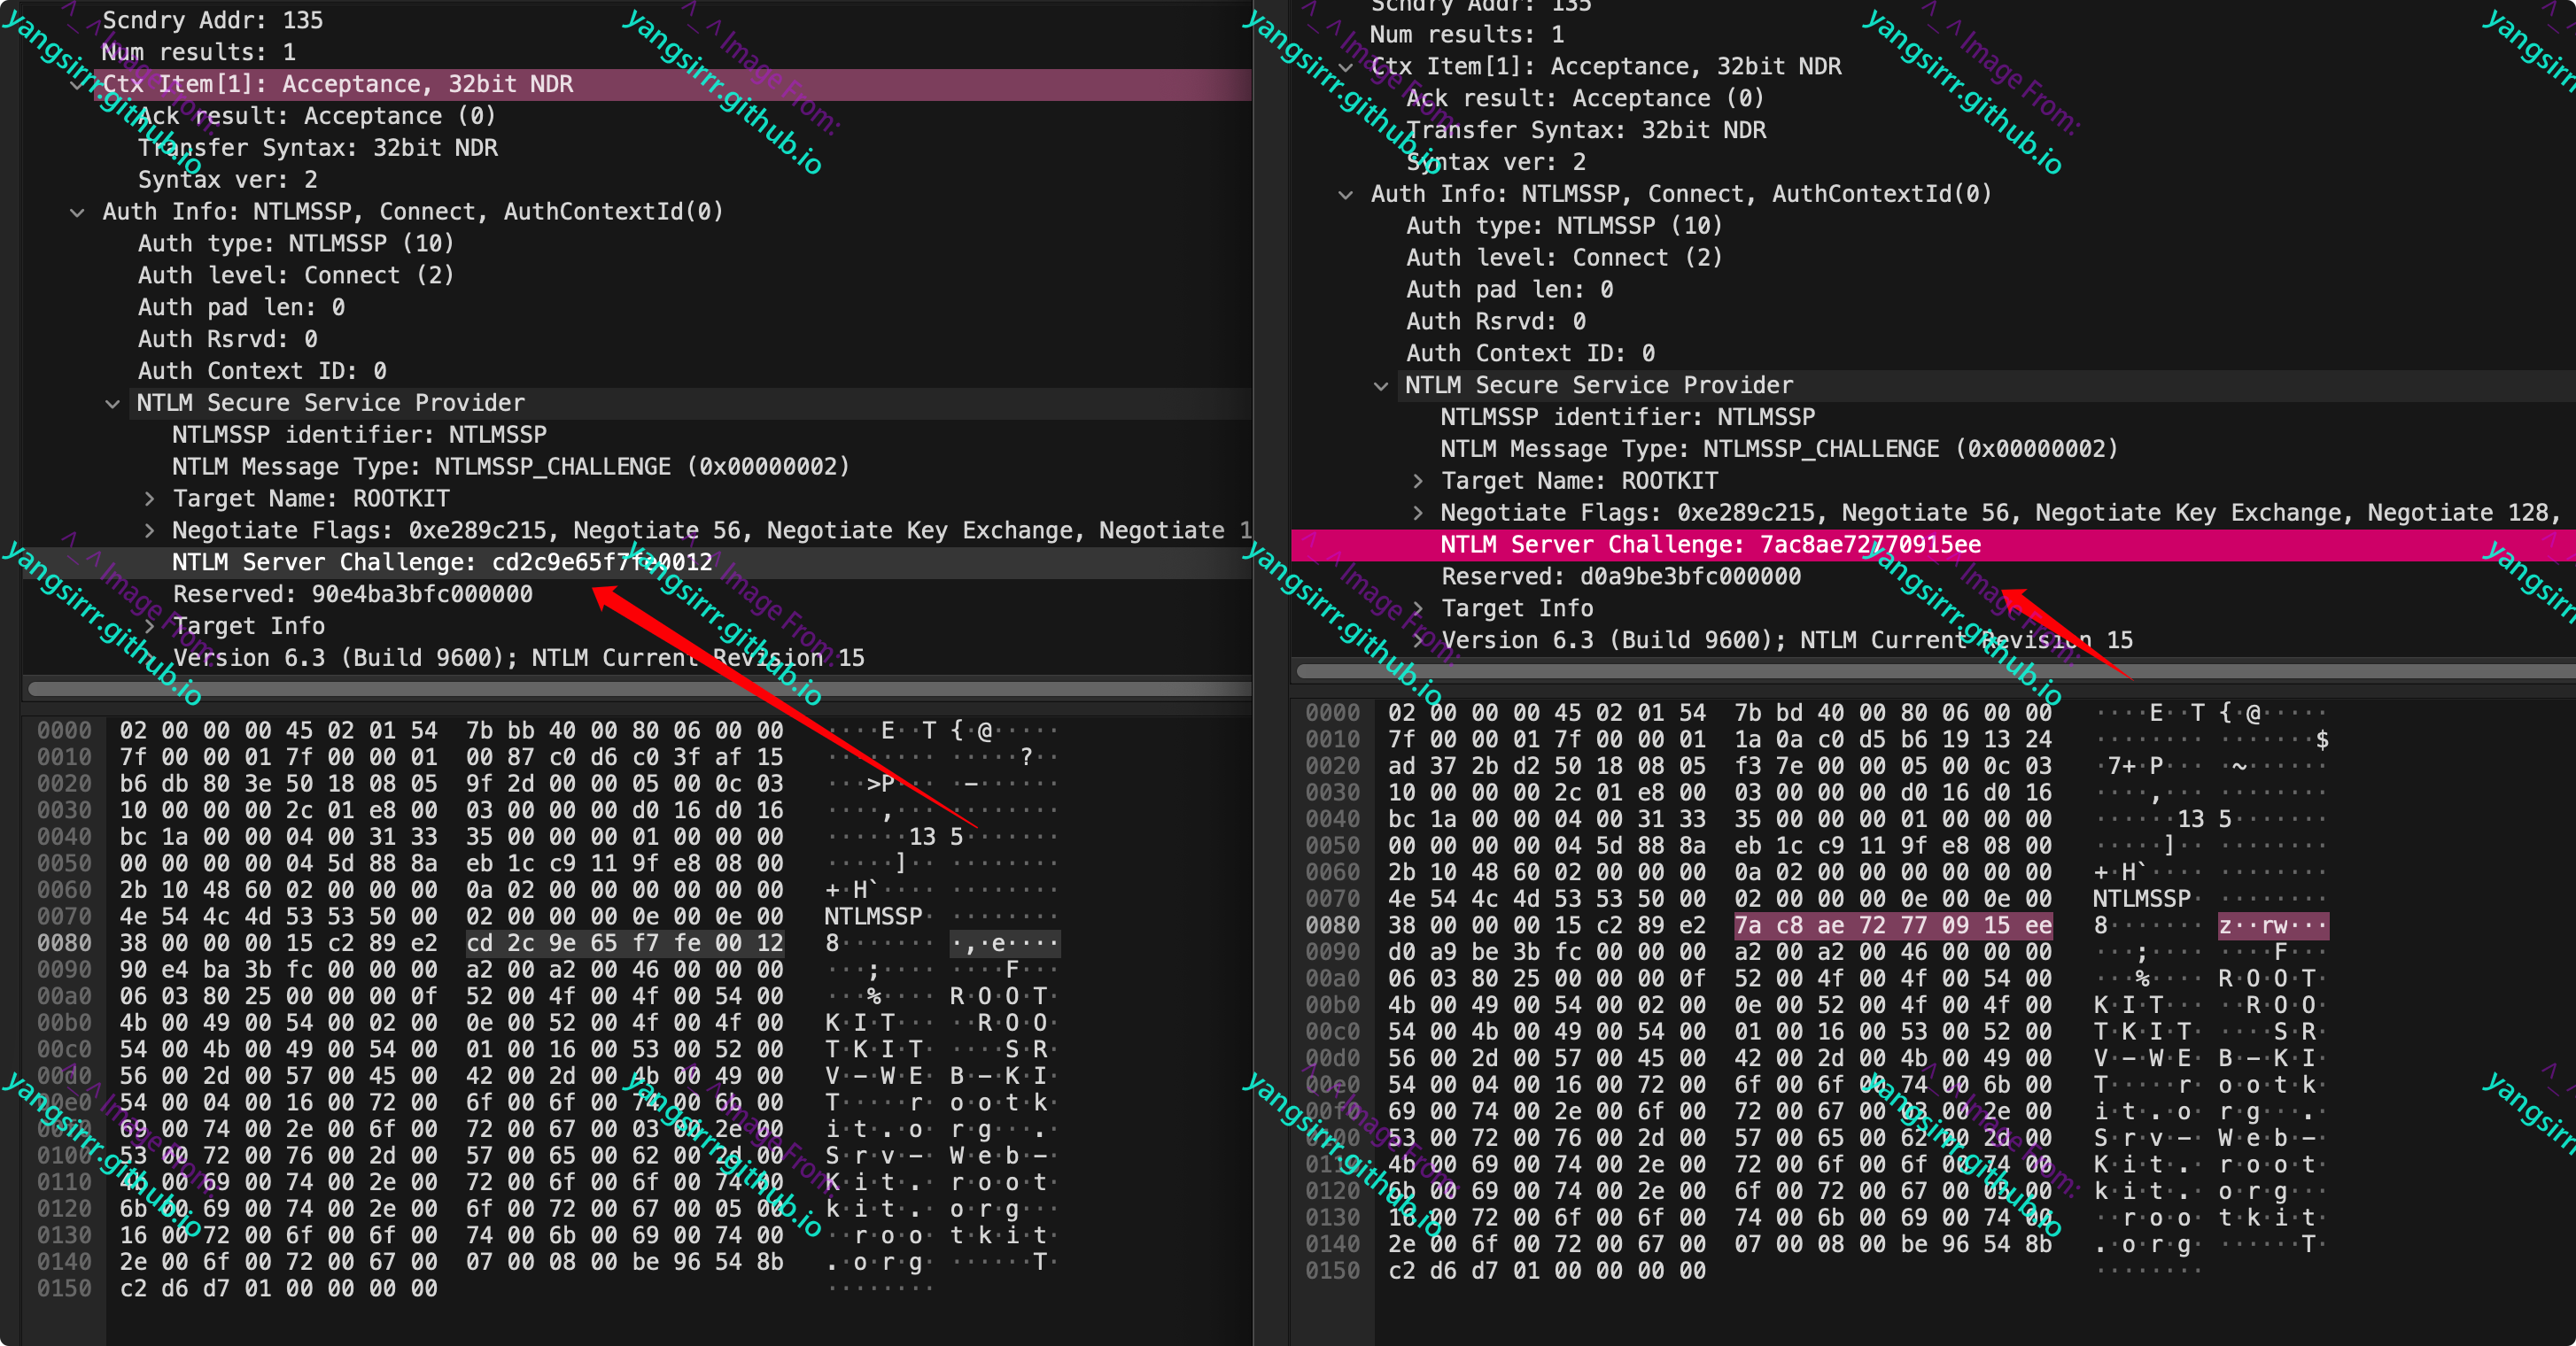 Scndry Addr: 135
Num results: 1
Ctx Item[1]: Acceptance, 32bit NDR
Ack result: Acceptance (0)
Transfer Syntax: 32bit NDR
Syntax ver: 2
Auth Info: NTLMSSP, Connect, AuthContextId(0)
Auth type: NTLMSSP (10)
Auth level: Connect (2)
Auth pad len: 0
Auth Rsrvd: 0
Auth Context ID: 0
NTLM Secure Service Provider
NTLMSSP identifier: NTLMSSP
NTLM Message Type: NTLMSSP_CHALLENGE (0x00000002)
Target Name: ROOTKIT
Negotiate Flags: 0xe289c215, Negotiate 56, Negotiate Key Exchange, Negotiate 1
NTLM Server Challenge: cd2c9e65f7fe0012
Reserved: 90e4ba3bfc000000
Target Info
Version 6.3 (Build 9600); NTLM Current Revision 15
0000 02 00 00 00 45 02 01 54 7b bb 40 00 80 06 00 00 ····E··T {·@·····
0010 7f 00 00 01 7f 00 00 01 00 87 c0 d6 c0 3f af 15 ········ ·····?··
0020 b6 db 80 3e 50 18 08 05 9f 2d 00 00 05 00 0c 03 ···>P··· ·-······
0030 10 00 00 00 2c 01 e8 00 03 00 00 00 d0 16 d0 16 ····,··· ········
0040 bc 1a 00 00 04 00 31 33 35 00 00 00 01 00 00 00 ······13 5·······
0050 00 00 00 00 04 5d 88 8a eb 1c c9 11 9f e8 08 00 ·····]·· ········
0060 2b 10 48 60 02 00 00 00 0a 02 00 00 00 00 00 00 +·H`···· ········
0070 4e 54 4c 4d 53 53 50 00 02 00 00 00 0e 00 0e 00 NTLMSSP· ········
0080 38 00 00 00 15 c2 89 e2 cd 2c 9e 65 f7 fe 00 12 8······· ·,·e····
0090 90 e4 ba 3b fc 00 00 00 a2 00 a2 00 46 00 00 00 ···;···· ····F···
00a0 06 03 80 25 00 00 00 0f 52 00 4f 00 4f 00 54 00 ···%···· R·O·O·T·
00b0 4b 00 49 00 54 00 02 00 0e 00 52 00 4f 00 4f 00 K·I·T··· ··R·O·O·
00c0 54 00 4b 00 49 00 54 00 01 00 16 00 53 00 52 00 T·K·I·T· ····S·R·
00d0 56 00 2d 00 57 00 45 00 42 00 2d 00 4b 00 49 00 V·-·W·E· B·-·K·I·
00e0 54 00 04 00 16 00 72 00 6f 00 6f 00 74 00 6b 00 T·····r· o·o·t·k·
00f0 69 00 74 00 2e 00 6f 00 72 00 67 00 03 00 2e 00 i·t·.·o· r·g···.·
0100 53 00 72 00 76 00 2d 00 57 00 65 00 62 00 2d 00 S·r·v·-· W·e·b·-·
0110 4b 00 69 00 74 00 2e 00 72 00 6f 00 6f 00 74 00 K·i·t·.· r·o·o·t·
0120 6b 00 69 00 74 00 2e 00 6f 00 72 00 67 00 05 00 k·i·t·.· o·r·g···
0130 16 00 72 00 6f 00 6f 00 74 00 6b 00 69 00 74 00 ··r·o·o· t·k·i·t·
0140 2e 00 6f 00 72 00 67 00 07 00 08 00 be 96 54 8b .·o·r·g· ······T·
0150 c2 d6 d7 01 00 00 00 00 ········
Scndry Addr: 135
Num results: 1
Ctx Item[1]: Acceptance, 32bit NDR
Ack result: Acceptance (0)
Transfer Syntax: 32bit NDR
Syntax ver: 2
Auth Info: NTLMSSP, Connect, AuthContextId(0)
Auth type: NTLMSSP (10)
Auth level: Connect (2)
Auth pad len: 0
Auth Rsrvd: 0
Auth Context ID: 0
NTLM Secure Service Provider
NTLMSSP identifier: NTLMSSP
NTLM Message Type: NTLMSSP_CHALLENGE (0x00000002)
Target Name: ROOTKIT
Negotiate Flags: 0xe289c215, Negotiate 56, Negotiate Key Exchange, Negotiate 128,
NTLM Server Challenge: 7ac8ae72770915ee
Reserved: d0a9be3bfc000000
Target Info
Version 6.3 (Build 9600); NTLM Current Revision 15
0000 02 00 00 00 45 02 01 54 7b bd 40 00 80 06 00 00 ····E··T {·@·····
0010 7f 00 00 01 7f 00 00 01 1a 0a c0 d5 b6 19 13 24 ········ ·······$
0020 ad 37 2b d2 50 18 08 05 f3 7e 00 00 05 00 0c 03 ·7+·P··· ·~······
0030 10 00 00 00 2c 01 e8 00 03 00 00 00 d0 16 d0 16 ····,··· ········
0040 bc 1a 00 00 04 00 31 33 35 00 00 00 01 00 00 00 ······13 5·······
0050 00 00 00 00 04 5d 88 8a eb 1c c9 11 9f e8 08 00 ·····]·· ········
0060 2b 10 48 60 02 00 00 00 0a 02 00 00 00 00 00 00 +·H`···· ········
0070 4e 54 4c 4d 53 53 50 00 02 00 00 00 0e 00 0e 00 NTLMSSP· ········
0080 38 00 00 00 15 c2 89 e2 7a c8 ae 72 77 09 15 ee 8······· z··rw···
0090 d0 a9 be 3b fc 00 00 00 a2 00 a2 00 46 00 00 00 ···;···· ····F···
00a0 06 03 80 25 00 00 00 0f 52 00 4f 00 4f 00 54 00 ···%···· R·O·O·T·
00b0 4b 00 49 00 54 00 02 00 0e 00 52 00 4f 00 4f 00 K·I·T··· ··R·O·O·
00c0 54 00 4b 00 49 00 54 00 01 00 16 00 53 00 52 00 T·K·I·T· ····S·R·
00d0 56 00 2d 00 57 00 45 00 42 00 2d 00 4b 00 49 00 V·-·W·E· B·-·K·I·
00e0 54 00 04 00 16 00 72 00 6f 00 6f 00 74 00 6b 00 T·····r· o·o·t·k·
00f0 69 00 74 00 2e 00 6f 00 72 00 67 00 03 00 2e 00 i·t·.·o· r·g···.·
0100 53 00 72 00 76 00 2d 00 57 00 65 00 62 00 2d 00 S·r·v·-· W·e·b·-·
0110 4b 00 69 00 74 00 2e 00 72 00 6f 00 6f 00 74 00 K·i·t·.· r·o·o·t·
0120 6b 00 69 00 74 00 2e 00 6f 00 72 00 67 00 05 00 k·i·t·.· o·r·g···
0130 16 00 72 00 6f 00 6f 00 74 00 6b 00 69 00 74 00 ··r·o·o· t·k·i·t·
0140 2e 00 6f 00 72 00 67 00 07 00 08 00 be 96 54 8b .·o·r·g· ······T·
0150 c2 d6 d7 01 00 00 00 00 ········
^_^Image From:
yangsirrr.github.io